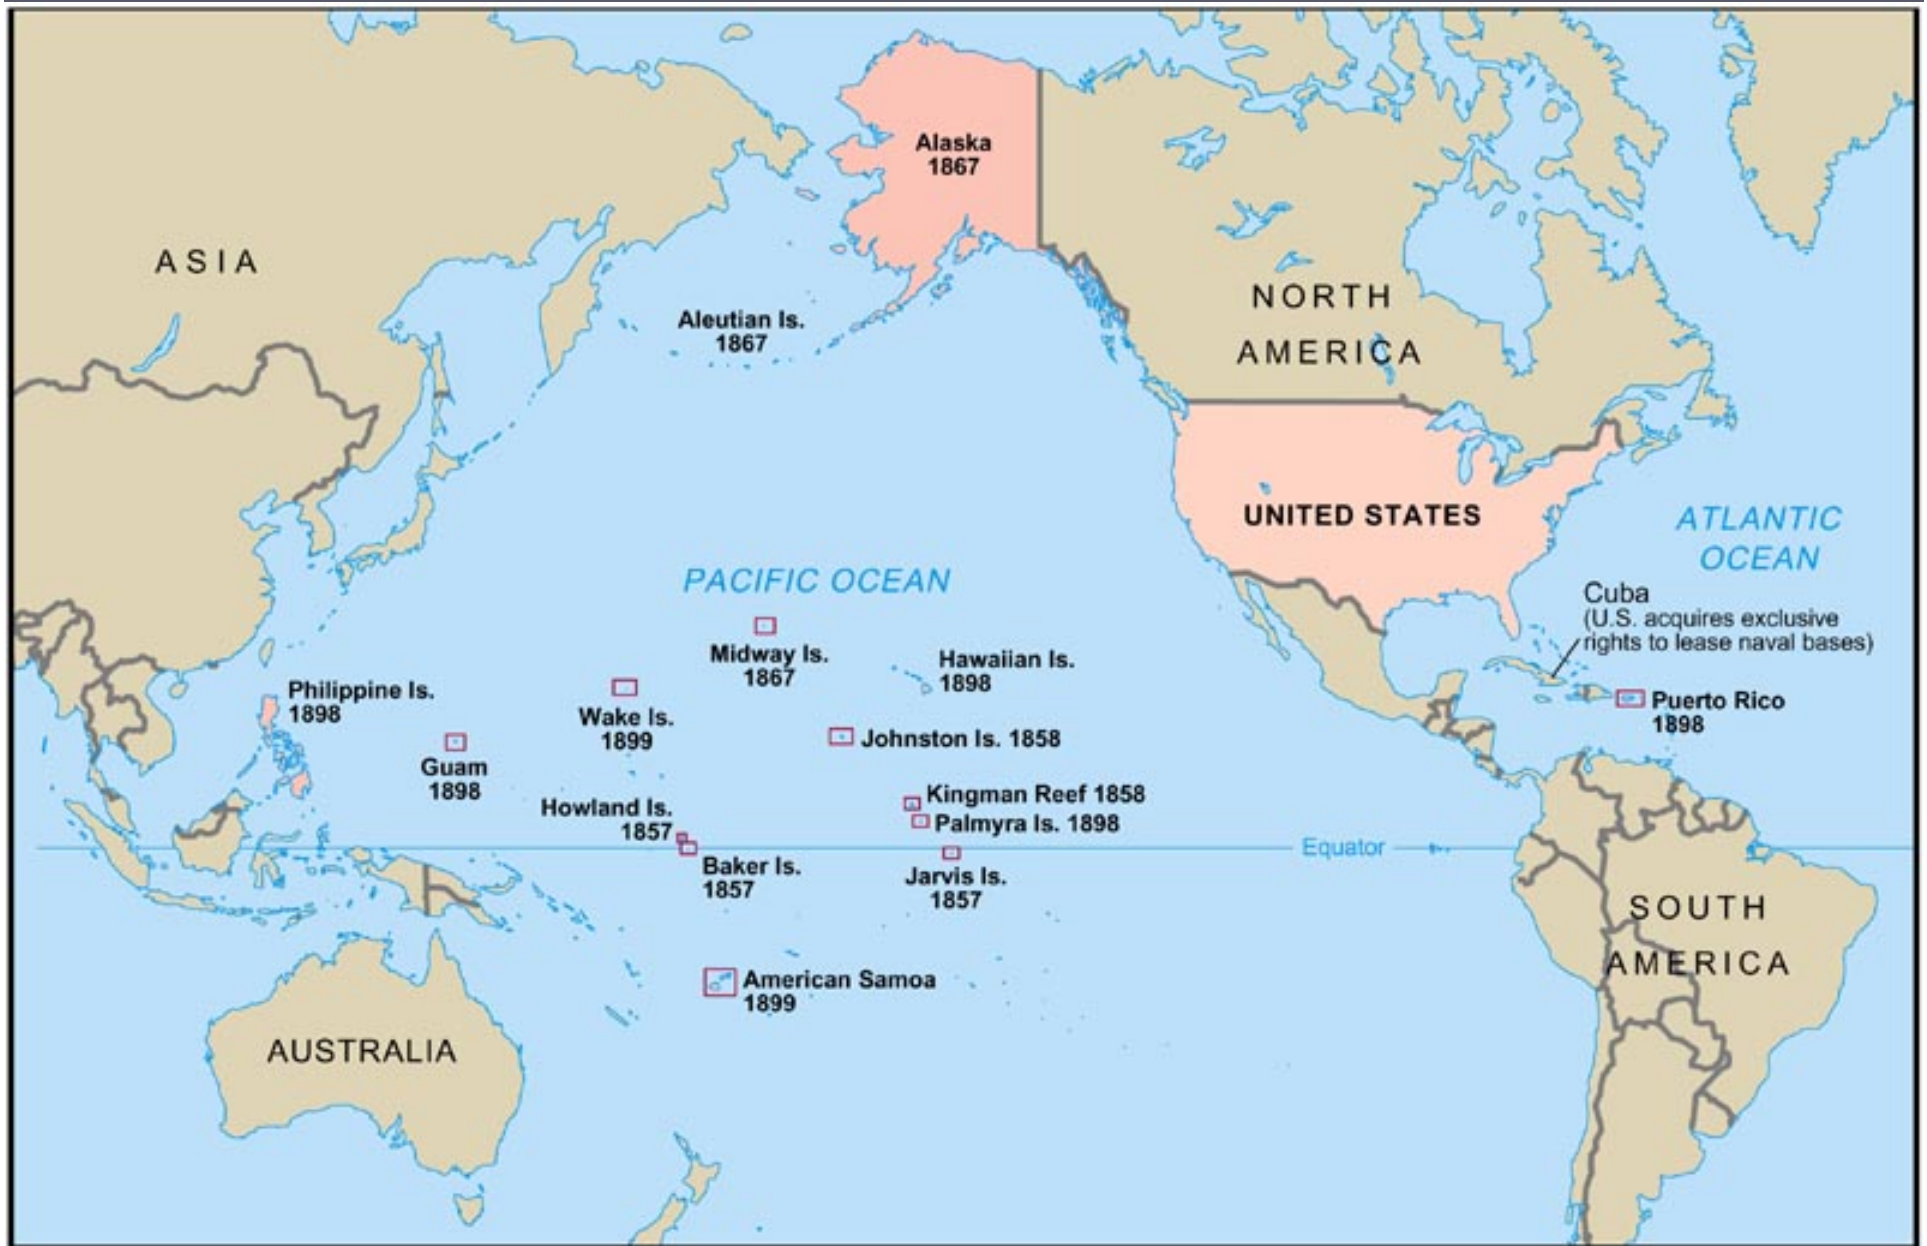 Alaska
1867
ASIA
NORTH
AMERICA
Aleutian Is.
1867
UNITED STATES
ATLANTIC
OCEAN
PACIFIC OCEAN
Cuba
(U.S. acquires exclusive
rights to lease naval bases)
Midway Is.
1867
Hawaiian Is.
1898
Philippine Is.
1898
Puerto Rico
1898
Wake Is.
1899
Johnston Is. 1858
Guam
1898
Kingman Reef 1858
Howland Is.
1857
Palmyra Is. 1898
Equator
Baker Is.
1857
Jarvis Is.
1857
SOUTH
AMERICA
American Samoa
1899
AUSTRALIA